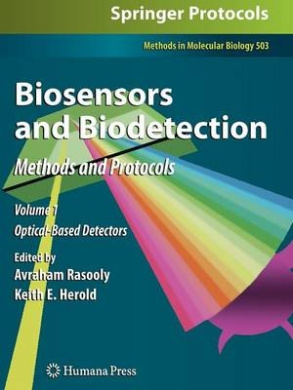 Springer Protocols
Methods in Molecular Biology 503
Biosensors
and Biodetection
Methods and Protocols
Volume 1
Optical-Based Detectors
Edited by
Avraham Rasooly
Keith E. Herold
Humana Press